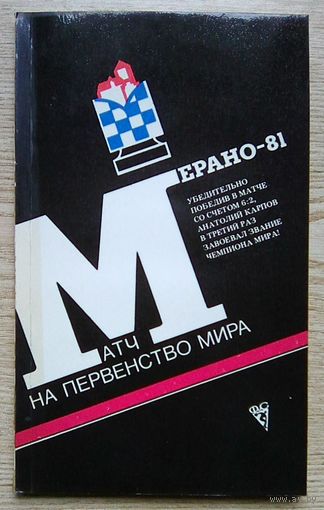 МЕРАНО-81
УБЕДИТЕЛЬНО
ПОБЕДИВ В МАТЧЕ
СО СЧЕТОМ 6:2,
АНАТОЛИЙ КАРПОВ
В ТРЕТИЙ РАЗ
ЗАВОЕВАЛ ЗВАНИЕ
ЧЕМПИОНА МИРА!
МАТЧ
НА ПЕРВЕНСТВО МИРА
ФиС